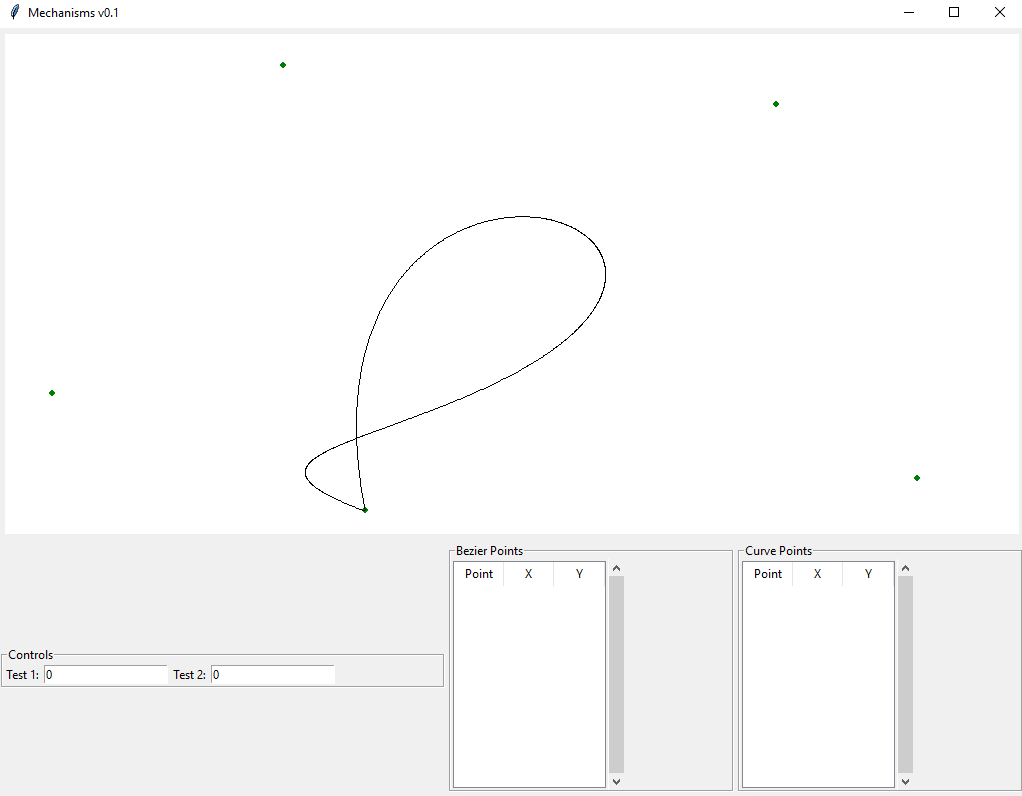 Mechanisms v0.1
Bezier Points
Curve Points
Point X Y
Point X Y
Controls
Test 1: 0 Test 2: 0